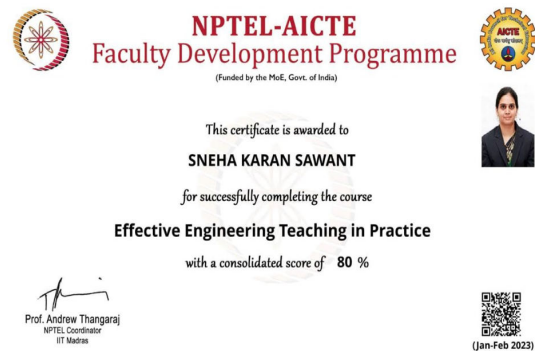 NPTEL-AICTE
Faculty Development Programme
(Funded by the MoE, Govt. of India)
AICTE
This certificate is awarded to
SNEHA KARAN SAWANT
for successfully completing the course
Effective Engineering Teaching in Practice
with a consolidated score of 80 %
Prof. Andrew Thangaraj
NPTEL Coordinator
IIT Madras
(Jan-Feb 2023)